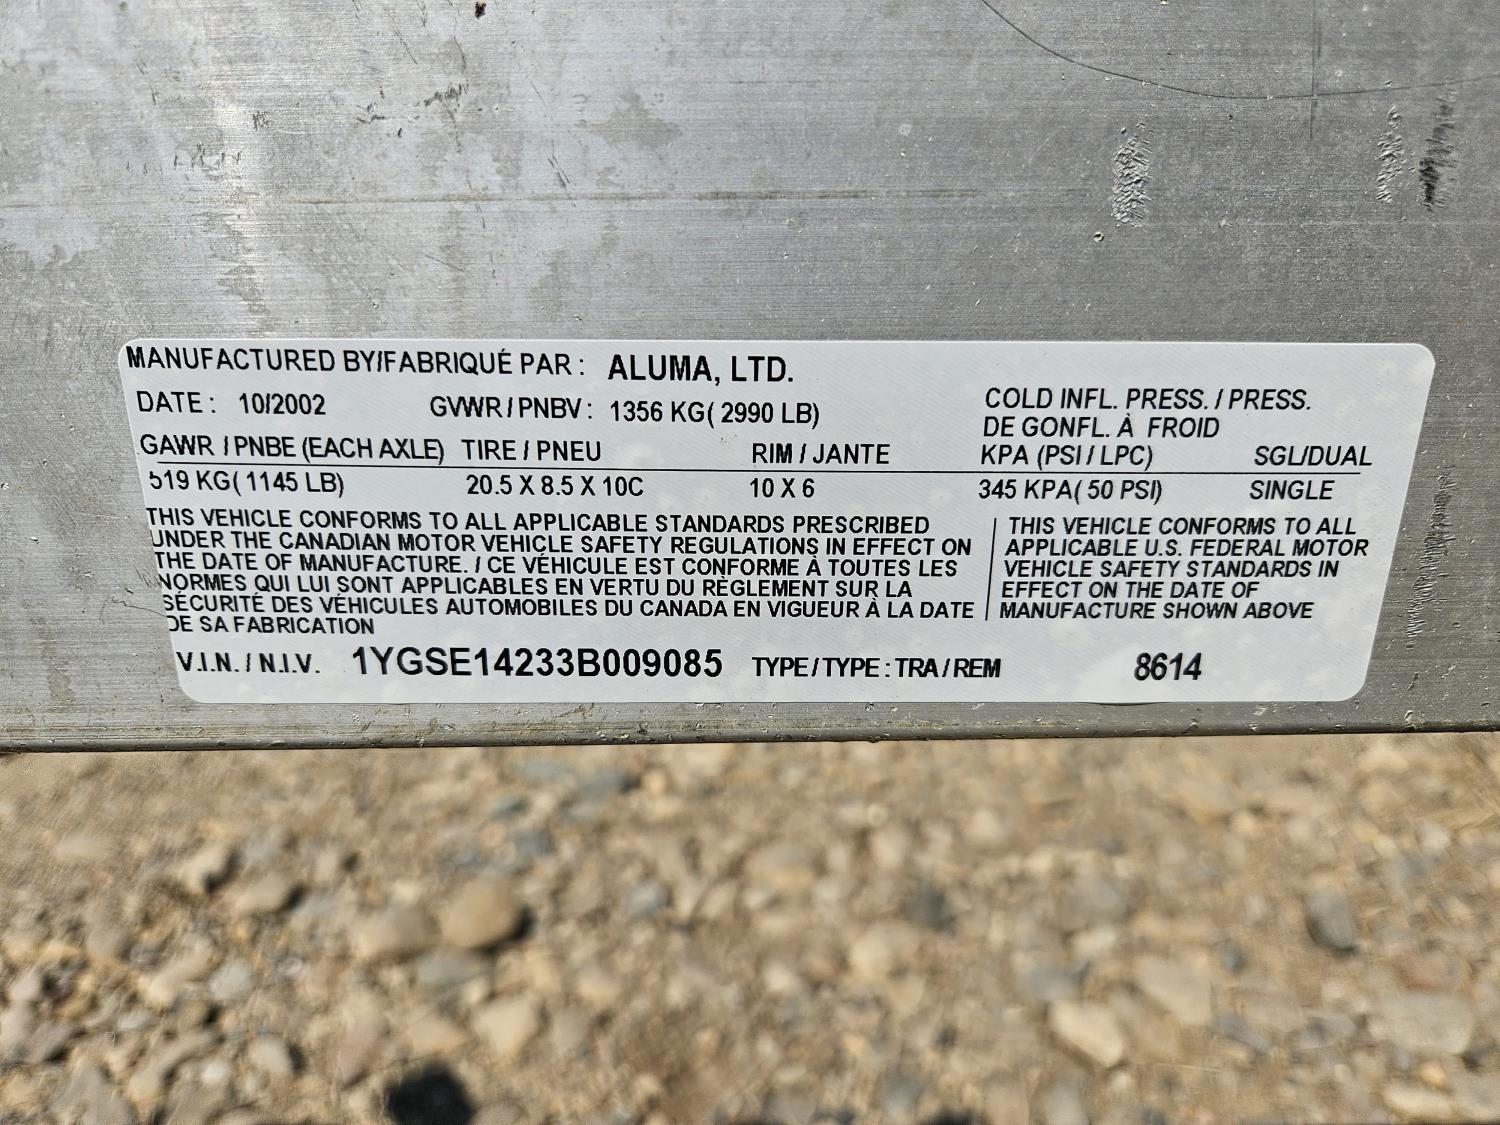 MANUFACTURED BY/FABRIQUÉ PAR : ALUMA, LTD.
DATE : 10/2002 GVWR / PNBV : 1356 KG( 2990 LB)
COLD INFL. PRESS. / PRESS.
DE GONFL. À FROID
GAWR / PNBE (EACH AXLE) TIRE / PNEU RIM / JANTE KPA (PSI / LPC) SGL/DUAL
519 KG( 1145 LB) 20.5 X 8.5 X 10C 10 X 6 345 KPA( 50 PSI) SINGLE
THIS VEHICLE CONFORMS TO ALL APPLICABLE STANDARDS PRESCRIBED
UNDER THE CANADIAN MOTOR VEHICLE SAFETY REGULATIONS IN EFFECT ON
THE DATE OF MANUFACTURE. / CE VÉHICULE EST CONFORME À TOUTES LES
NORMES QUI LUI SONT APPLICABLES EN VERTU DU RÈGLEMENT SUR LA
SÉCURITÉ DES VÉHICULES AUTOMOBILES DU CANADA EN VIGUEUR À LA DATE
DE SA FABRICATION
THIS VEHICLE CONFORMS TO ALL
APPLICABLE U.S. FEDERAL MOTOR
VEHICLE SAFETY STANDARDS IN
EFFECT ON THE DATE OF
MANUFACTURE SHOWN ABOVE
V.I.N. / N.I.V. 1YGSE14233B009085 TYPE / TYPE : TRA / REM 8614